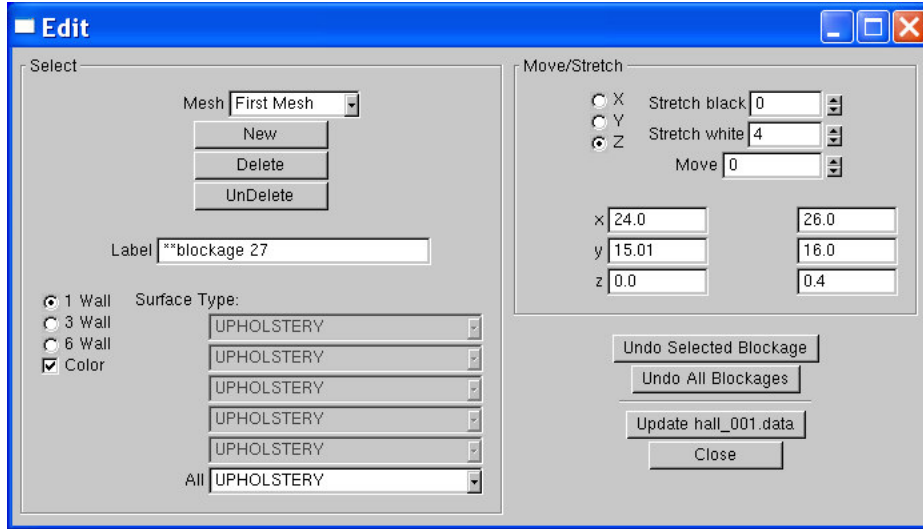 Edit
Select
Mesh First Mesh
New
Delete
UnDelete
Label **blockage 27
1 Wall
3 Wall
6 Wall
Color
Surface Type:
UPHOLSTERY
UPHOLSTERY
UPHOLSTERY
UPHOLSTERY
UPHOLSTERY
All UPHOLSTERY
Move/Stretch
X
Y
Z
Stretch black 0
Stretch white 4
Move 0
x 24.0 26.0
y 15.01 16.0
z 0.0 0.4
Undo Selected Blockage
Undo All Blockages
Update hall_001.data
Close